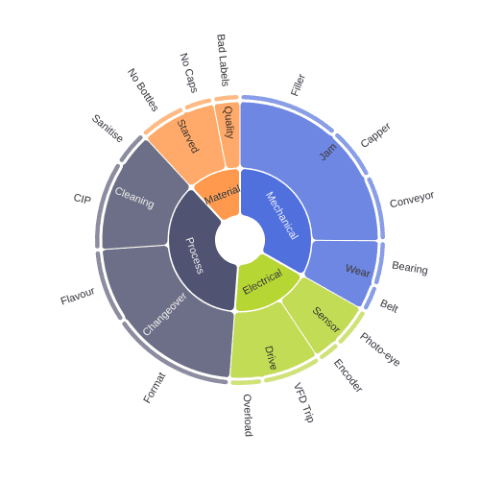 Mechanical
Jam
Filler
Capper
Conveyor
Wear
Bearing
Belt
Electrical
Sensor
Photo-eye
Encoder
Drive
VFD Trip
Overload
Process
Changeover
Format
Flavour
Cleaning
CIP
Sanitise
Material
Starved
No Bottles
No Caps
Quality
Bad Labels